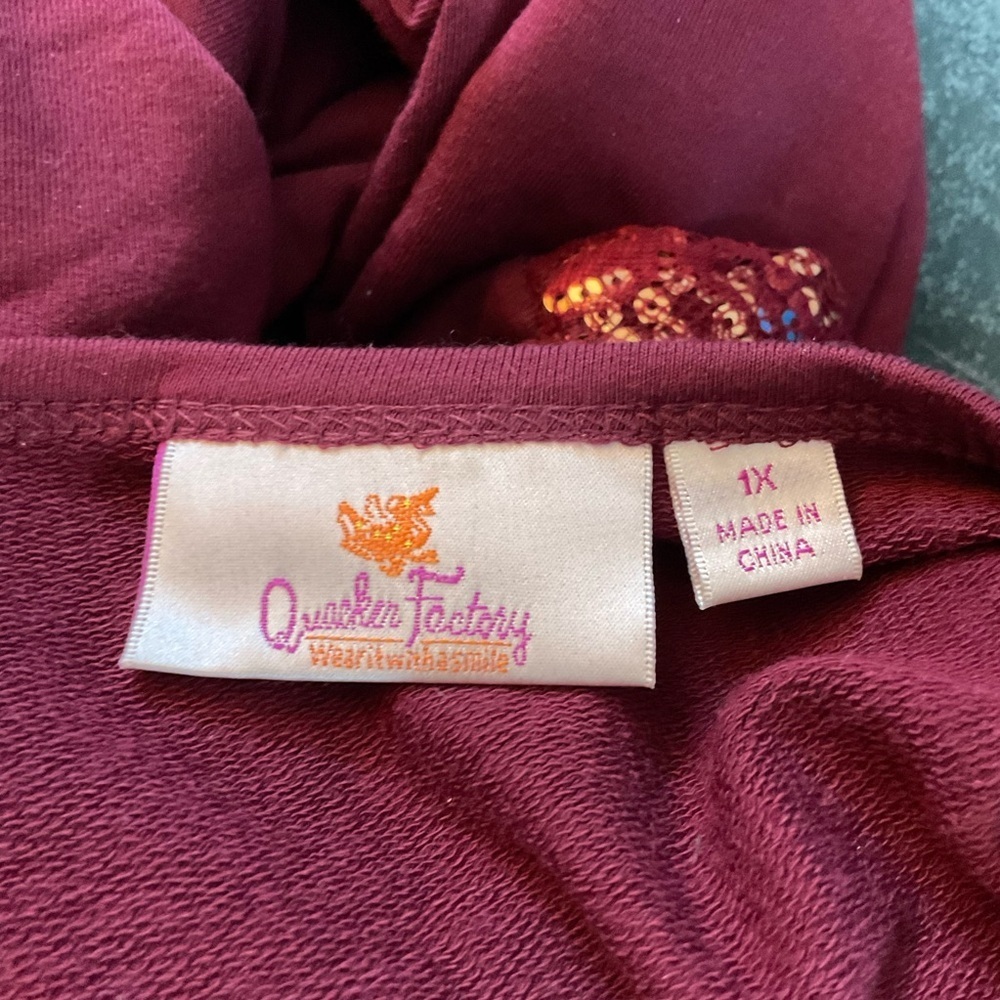 Quacker Factory
Wear it with a smile
1X
MADE IN
CHINA